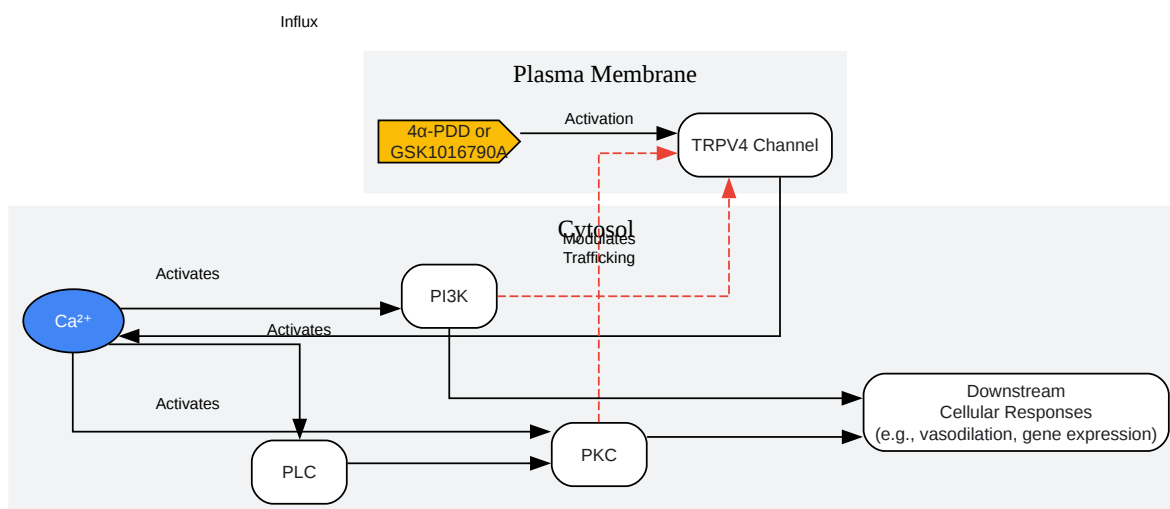 Influx
Plasma Membrane
Activation
4α-PDD or
GSK1016790A
TRPV4 Channel
Cytosol
Modulates
Trafficking
Activates
PI3K
Ca²⁺
Activates
Downstream
Cellular Responses
(e.g., vasodilation, gene expression)
Activates
PKC
PLC